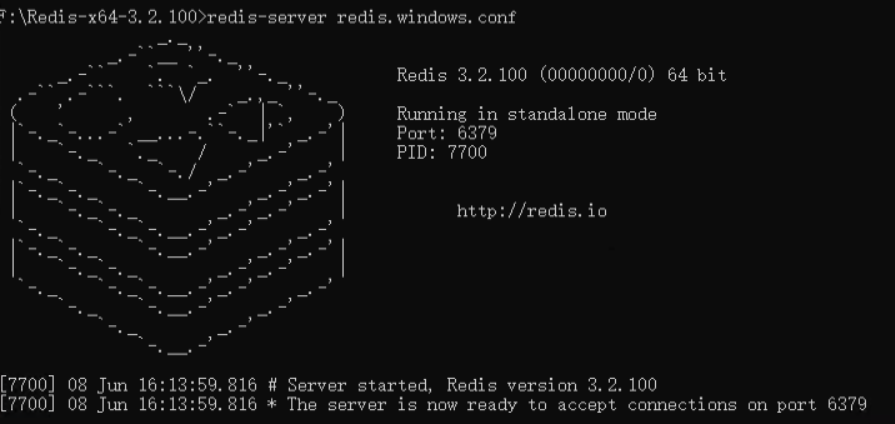 F:\Redis-x64-3.2.100>redis-server redis.windows.conf
Redis 3.2.100 (00000000/0) 64 bit
Running in standalone mode
Port: 6379
PID: 7700
http://redis.io
[7700] 08 Jun 16:13:59.816 # Server started, Redis version 3.2.100
[7700] 08 Jun 16:13:59.816 * The server is now ready to accept connections on port 6379